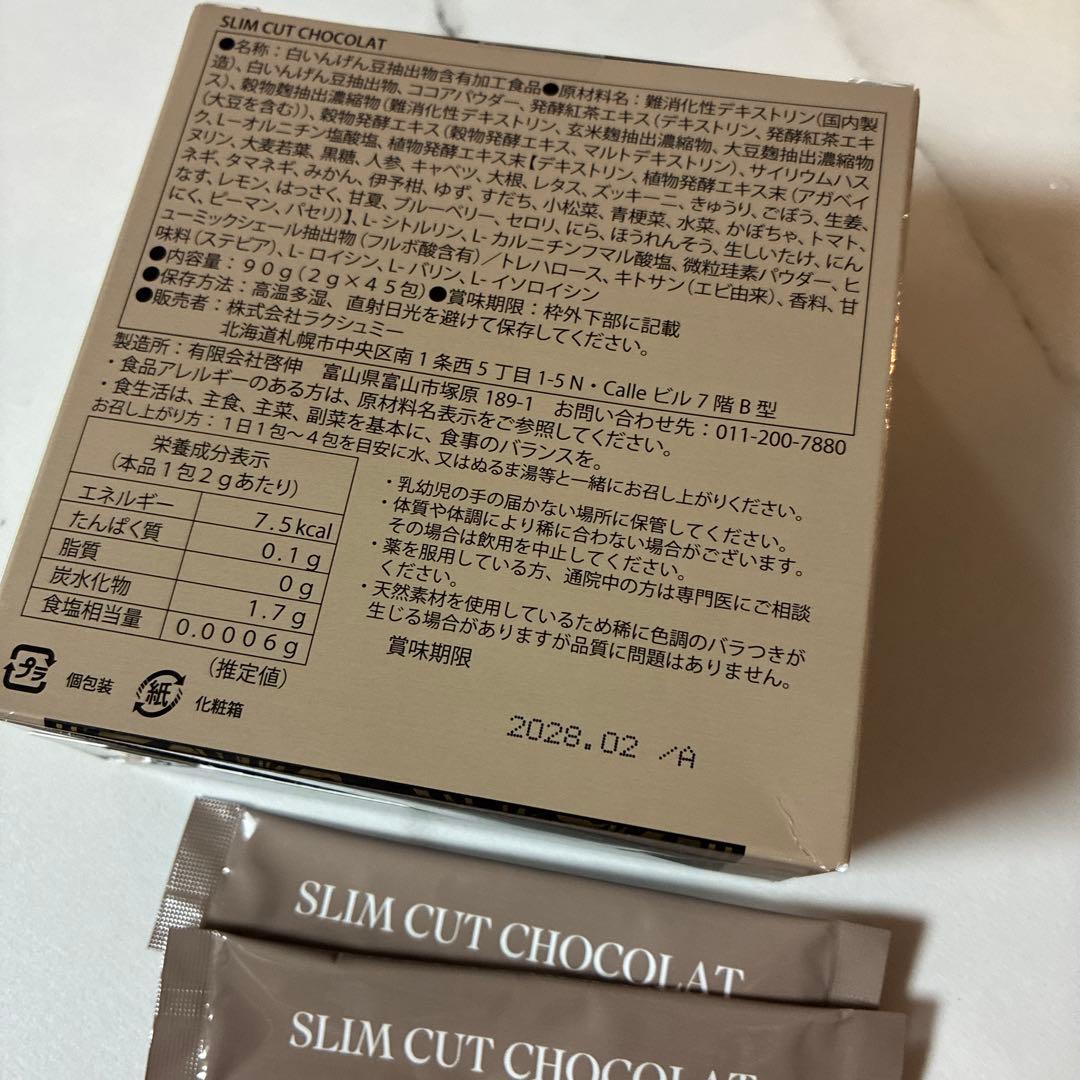 SLIM CUT CHOCOLAT
●名称：白いんげん豆抽出物含有加工食品●原材料名：難消化性デキストリン(国内製
造)、白いんげん豆抽出物、ココアパウダー、発酵紅茶エキス(デキストリン、発酵紅茶エキ
ス)、穀物麹抽出濃縮物(難消化性デキストリン、玄米麹抽出濃縮物、大豆麹抽出濃縮物
(大豆を含む))、穀物発酵エキス(穀物発酵エキス、マルトデキストリン)、サイリウムハス
ク、L-オルニチン塩酸塩、植物発酵エキス末【デキストリン、植物発酵エキス末(アガベイ
ヌリン、大麦若葉、黒糖、人参、キャベツ、大根、レタス、ズッキーニ、きゅうり、ごぼう、生姜、
ネギ、タマネギ、みかん、伊予柑、ゆず、すだち、小松菜、青梗菜、水菜、かぼちゃ、トマト、
なす、レモン、はっさく、甘夏、ブルーベリー、セロリ、にら、ほうれんそう、生しいたけ、にん
にく、ピーマン、パセリ)】、L-シトルリン、L-カルニチンフマル酸塩、微粒珪素パウダー、ヒ
ューミックシェール抽出物(フルボ酸含有)／トレハロース、キトサン(エビ由来)、香料、甘
味料(ステビア)、L-ロイシン、L-バリン、L-イソロイシン
●内容量：90g(2g×45包)●賞味期限：枠外下部に記載
●保存方法：高温多湿、直射日光を避けて保存してください。
●販売者：株式会社ラクシュミー
北海道札幌市中央区南1条西5丁目1-5N・Calleビル7階B型
製造所：有限会社啓伸　富山県富山市塚原189-1　お問い合わせ先：011-200-7880
・食品アレルギーのある方は、原材料名表示をご参照してください。
・食生活は、主食、主菜、副菜を基本に、食事のバランスを。
お召し上がり方：1日1包～4包を目安に水、又はぬるま湯等と一緒にお召し上がりください。
栄養成分表示
(本品1包2gあたり)
エネルギー 7.5kcal
たんぱく質 0.1g
脂質 0g
炭水化物 1.7g
食塩相当量 0.0006g
(推定値)
・乳幼児の手の届かない場所に保管してください。
・体質や体調により稀に合わない場合がございます。
その場合は飲用を中止してください。
・薬を服用している方、通院中の方は専門医にご相談
ください。
・天然素材を使用しているため稀に色調のバラつきが
生じる場合がありますが品質に問題はありません。
賞味期限
プラ 個包装 紙 化粧箱
2028.02 /A
SLIM CUT CHOCOLAT
SLIM CUT CHOCOLAT